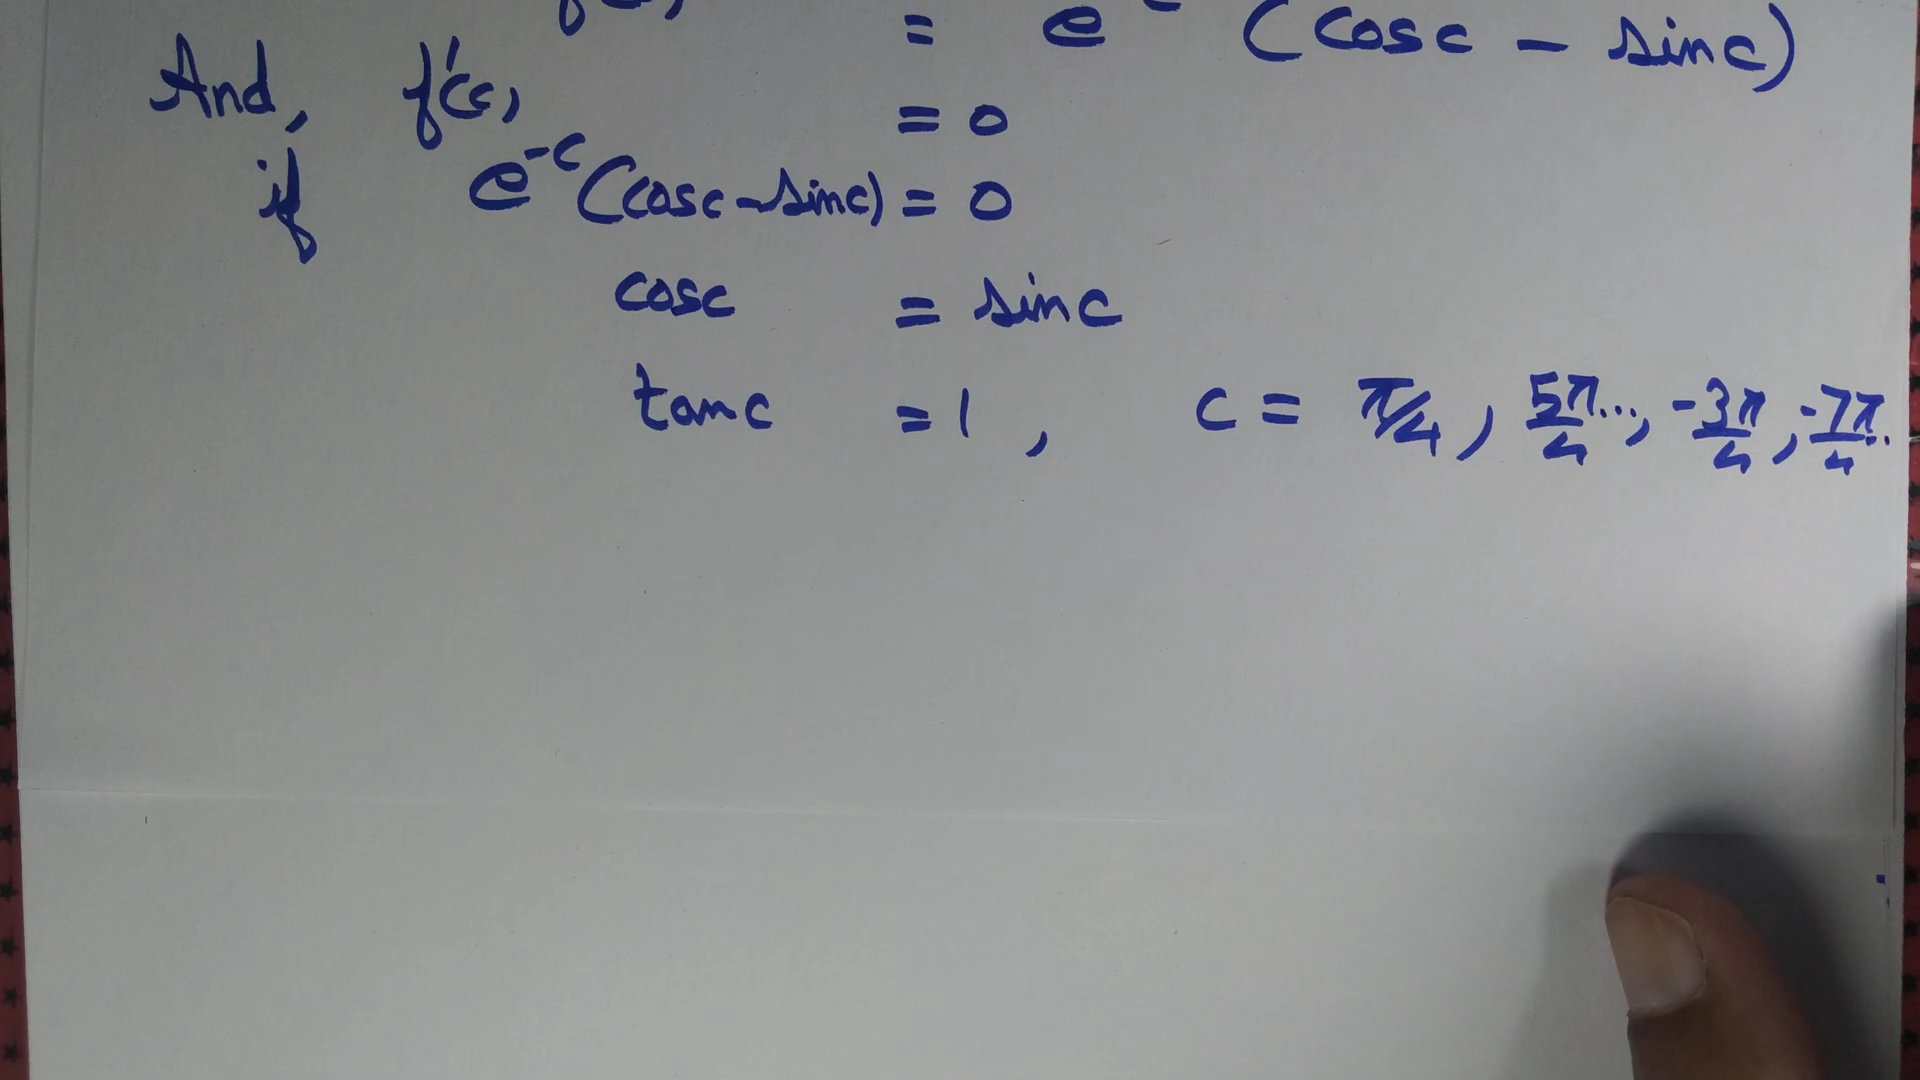 = e (cosc - sinc)
And, f'(c) = 0
if e^-c (cosc - sinc) = 0
cosc = sinc
tanc = 1, c = π/4, 5π/4..., -3π/4, -7π/4..